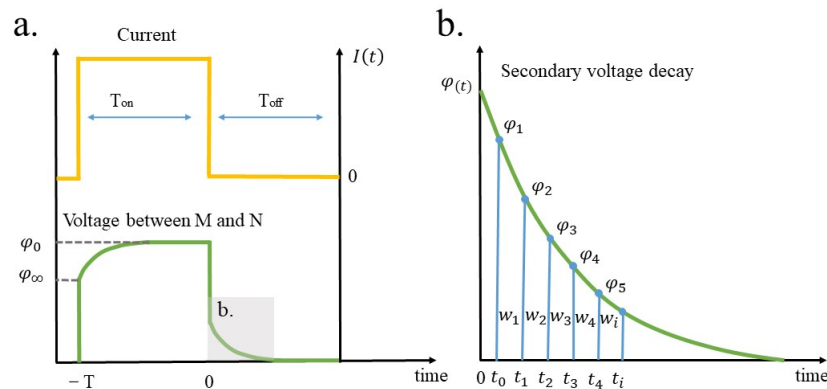 a.
Current
I(t)
Ton
Toff
0
Voltage between M and N
φ0
φ∞
b.
– T
0
time
b.
Secondary voltage decay
φ(t)
φ1
φ2
φ3
φ4
φ5
w1 w2 w3 w4 wi
0 t0 t1 t2 t3 t4 ti
time